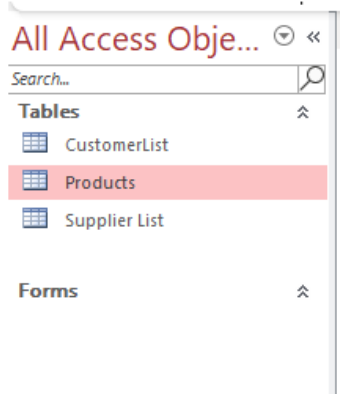 All Access Obje...
Search...
Tables
CustomerList
Products
Supplier List
Forms